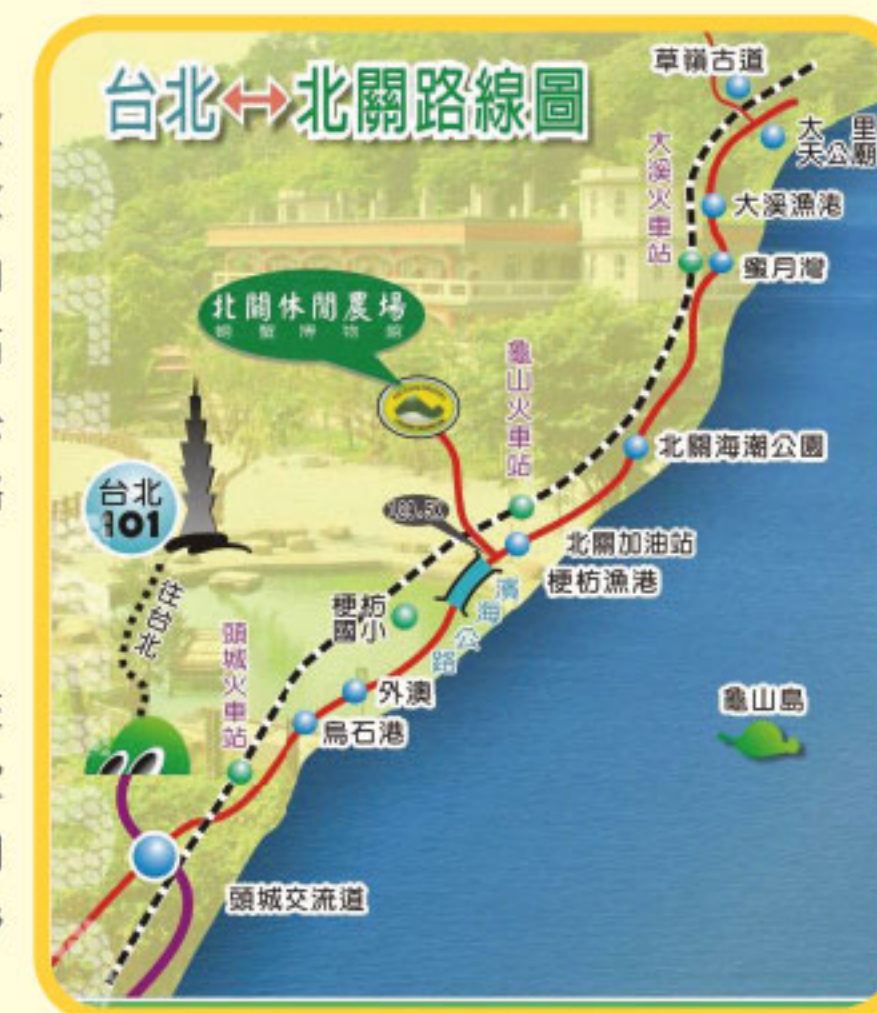 台北↔北關路線圖
草嶺古道
大里
天公廟
大溪火車站
大溪漁港
蜜月灣
北關休閒農場
螃蟹博物館
龜山火車站
北關海潮公園
台北
101
北關加油站
梗枋漁港
濱海公路
梗枋
國小
往台北
頭城火車站
外澳
烏石港
龜山島
頭城交流道